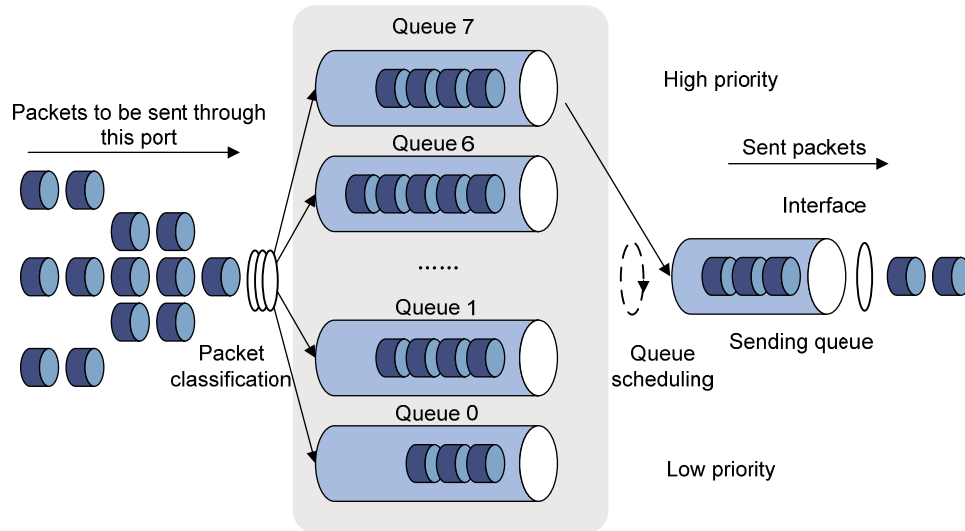 Queue 7
High priority
Packets to be sent through
this port
Queue 6
Sent packets
Interface
......
Queue 1
Sending queue
Packet
classification
Queue
scheduling
Queue 0
Low priority